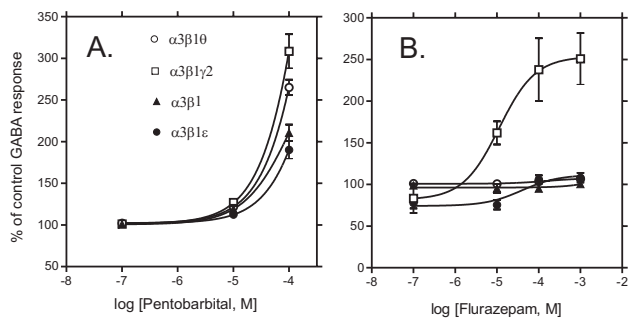 A.
α3β1θ
α3β1γ2
α3β1
α3β1ε
% of control GABA response
350
300
250
200
150
100
50
-8 -7 -6 -5 -4
log [Pentobarbital, M]
B.
300
250
200
150
100
50
0
-8 -7 -6 -5 -4 -3 -2
log [Flurazepam, M]